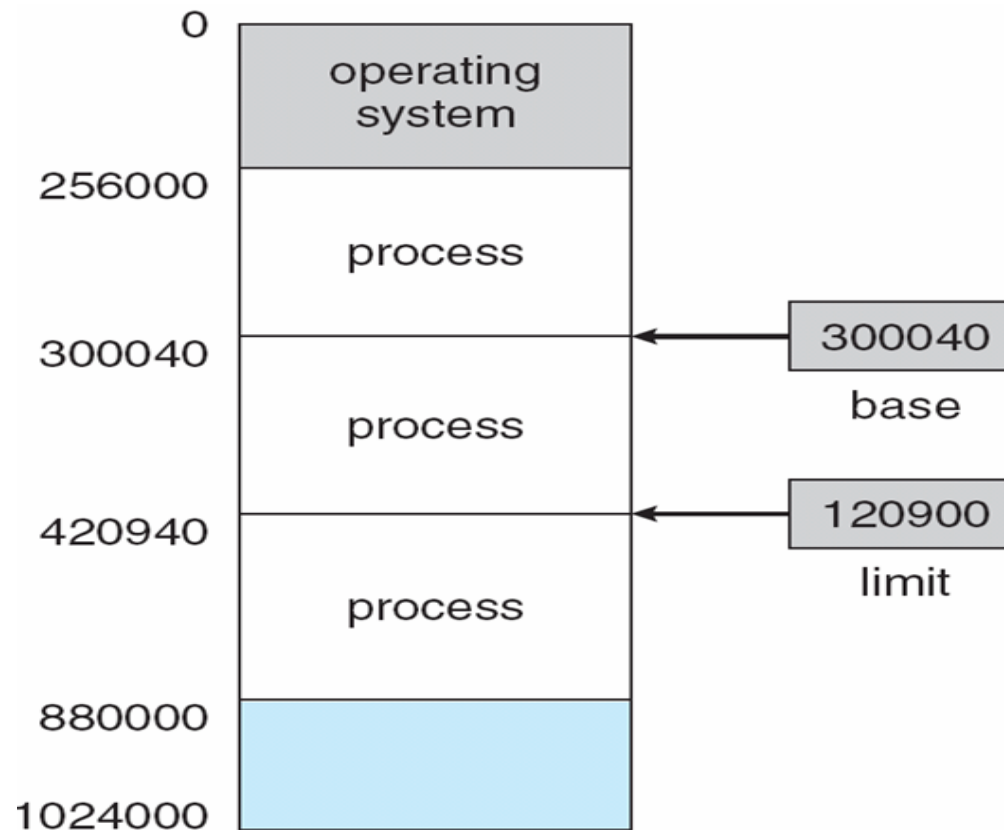 0
operating
system
256000
process
300040
300040
base
process
420940
120900
limit
process
880000
1024000